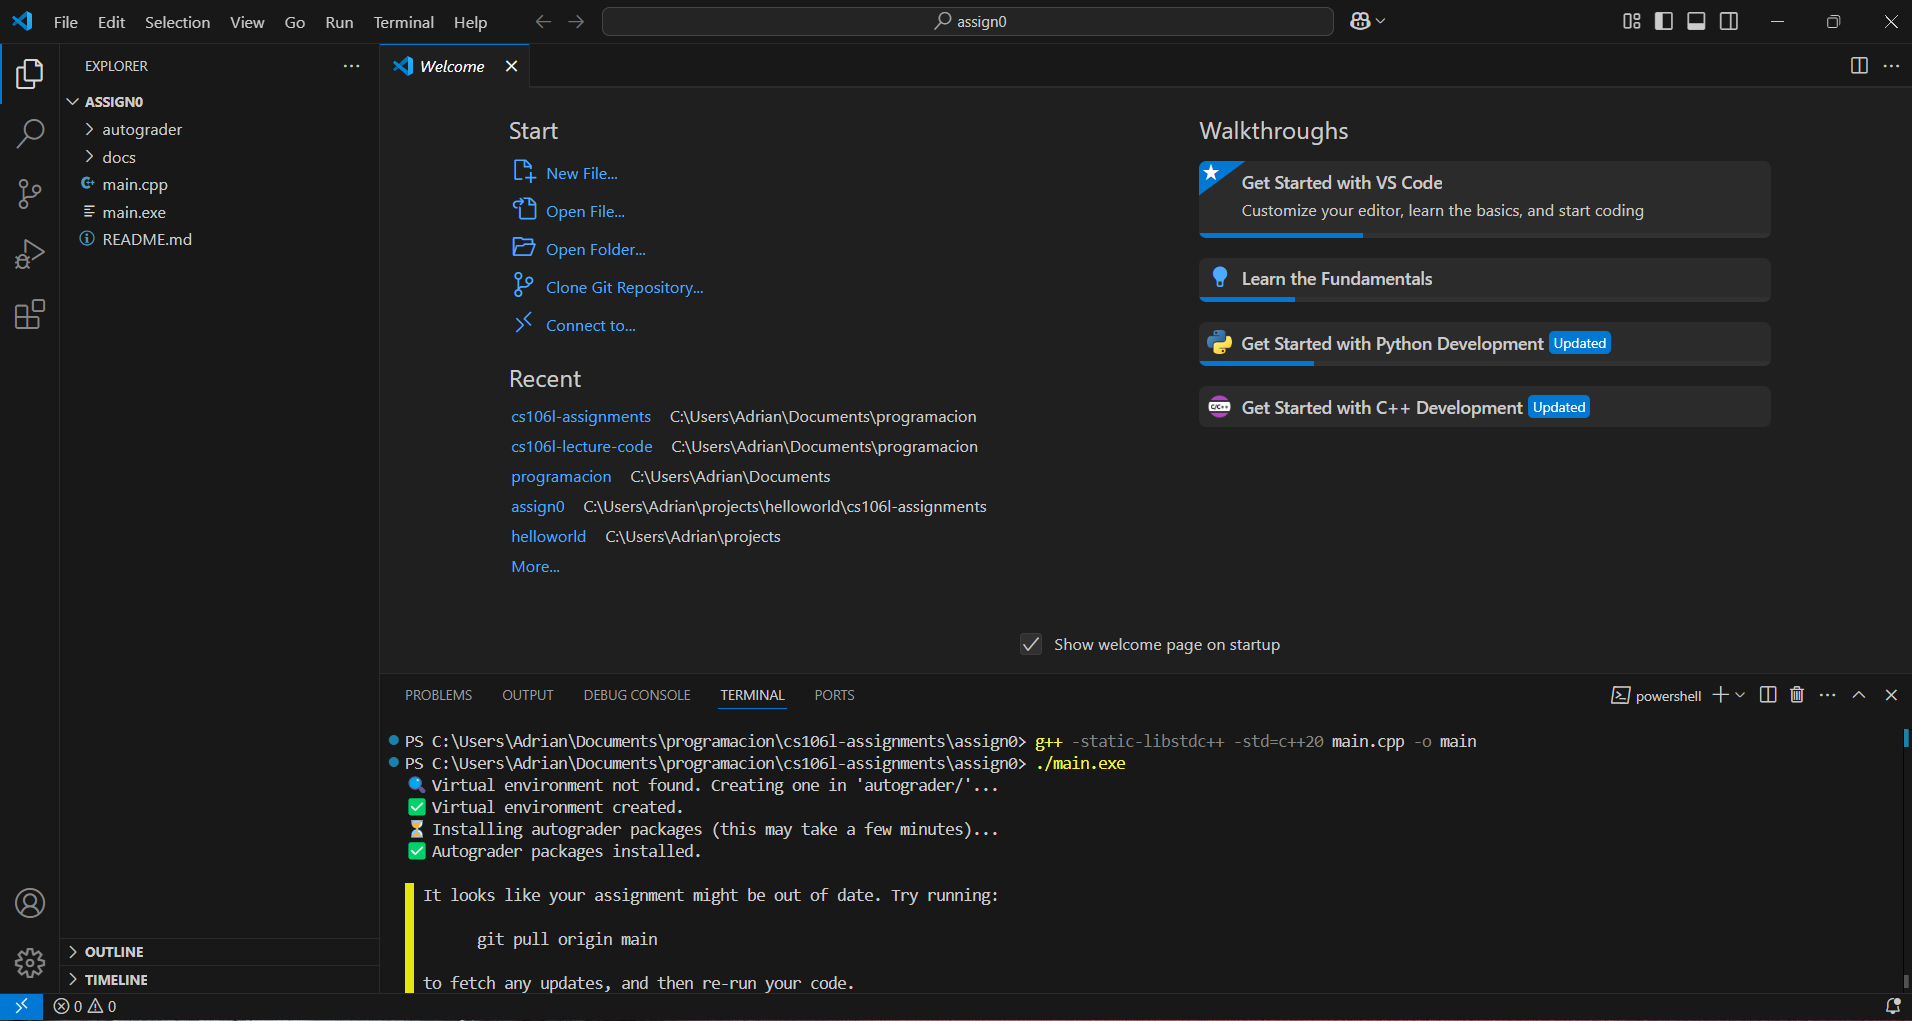 File Edit Selection View Go Run Terminal Help
assign0
EXPLORER
ASSIGN0
autograder
docs
main.cpp
main.exe
README.md
OUTLINE
TIMELINE
Welcome
Start
New File...
Open File...
Open Folder...
Clone Git Repository...
Connect to...
Recent
cs106l-assignments C:\Users\Adrian\Documents\programacion
cs106l-lecture-code C:\Users\Adrian\Documents\programacion
programacion C:\Users\Adrian\Documents
assign0 C:\Users\Adrian\projects\helloworld\cs106l-assignments
helloworld C:\Users\Adrian\projects
More...
Walkthroughs
Get Started with VS Code
Customize your editor, learn the basics, and start coding
Learn the Fundamentals
Get Started with Python Development Updated
C/C++ Get Started with C++ Development Updated
Show welcome page on startup
PROBLEMS OUTPUT DEBUG CONSOLE TERMINAL PORTS
powershell
PS C:\Users\Adrian\Documents\programacion\cs106l-assignments\assign0> g++ -static-libstdc++ -std=c++20 main.cpp -o main
PS C:\Users\Adrian\Documents\programacion\cs106l-assignments\assign0> ./main.exe
🔍 Virtual environment not found. Creating one in 'autograder/'...
✅ Virtual environment created.
⏳ Installing autograder packages (this may take a few minutes)...
✅ Autograder packages installed.
It looks like your assignment might be out of date. Try running:
git pull origin main
to fetch any updates, and then re-run your code.
0 0